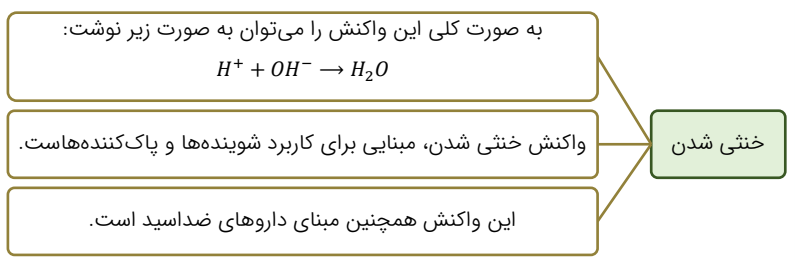 خنثی شدن
به صورت کلی این واکنش را می‌توان به صورت زیر نوشت:
H⁺ + OH⁻ ⟶ H₂O
واکنش خنثی شدن، مبنایی برای کاربرد شوینده‌ها و پاک‌کننده‌هاست.
این واکنش همچنین مبنای داروهای ضداسید است.